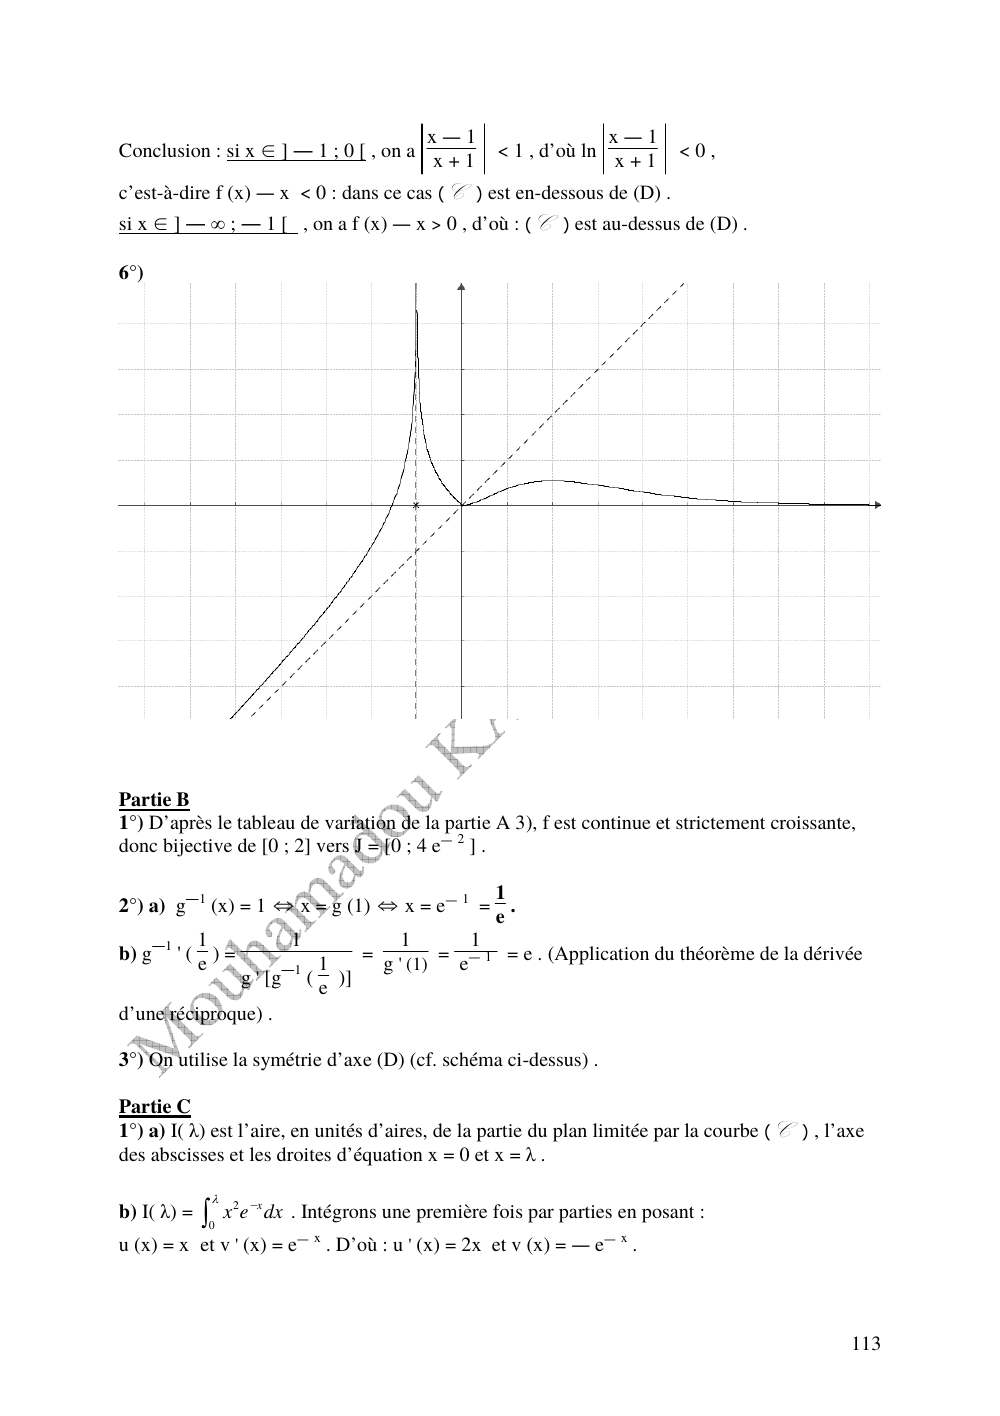 Conclusion : si x ∈ ] — 1 ; 0 [ , on a |(x — 1)/(x + 1)| < 1 , d’où ln |(x — 1)/(x + 1)| < 0 ,
c’est-à-dire f (x) — x < 0 : dans ce cas ( 𝒞 ) est en-dessous de (D) .
si x ∈ ] — ∞ ; — 1 [ , on a f (x) — x > 0 , d’où : ( 𝒞 ) est au-dessus de (D) .
6°)
Partie B
1°) D’après le tableau de variation de la partie A 3), f est continue et strictement croissante,
donc bijective de [0 ; 2] vers J = [0 ; 4 e^{— 2} ] .
2°) a) g^{—1} (x) = 1 ⇔ x = g (1) ⇔ x = e^{— 1} = 1/e .
b) g^{—1} ' ( 1/e ) = 1/(g ' [g^{—1} ( 1/e )]) = 1/(g ' (1)) = 1/(e^{— 1}) = e . (Application du théorème de la dérivée
d’une réciproque) .
3°) On utilise la symétrie d’axe (D) (cf. schéma ci-dessus) .
Partie C
1°) a) I( λ) est l’aire, en unités d’aires, de la partie du plan limitée par la courbe ( 𝒞 ) , l’axe
des abscisses et les droites d’équation x = 0 et x = λ .
b) I( λ) = ∫_0^λ x²e^{–x}dx . Intégrons une première fois par parties en posant :
u (x) = x et v ' (x) = e^{— x} . D’où : u ' (x) = 2x et v (x) = — e^{— x} .
113
Mouhamadou